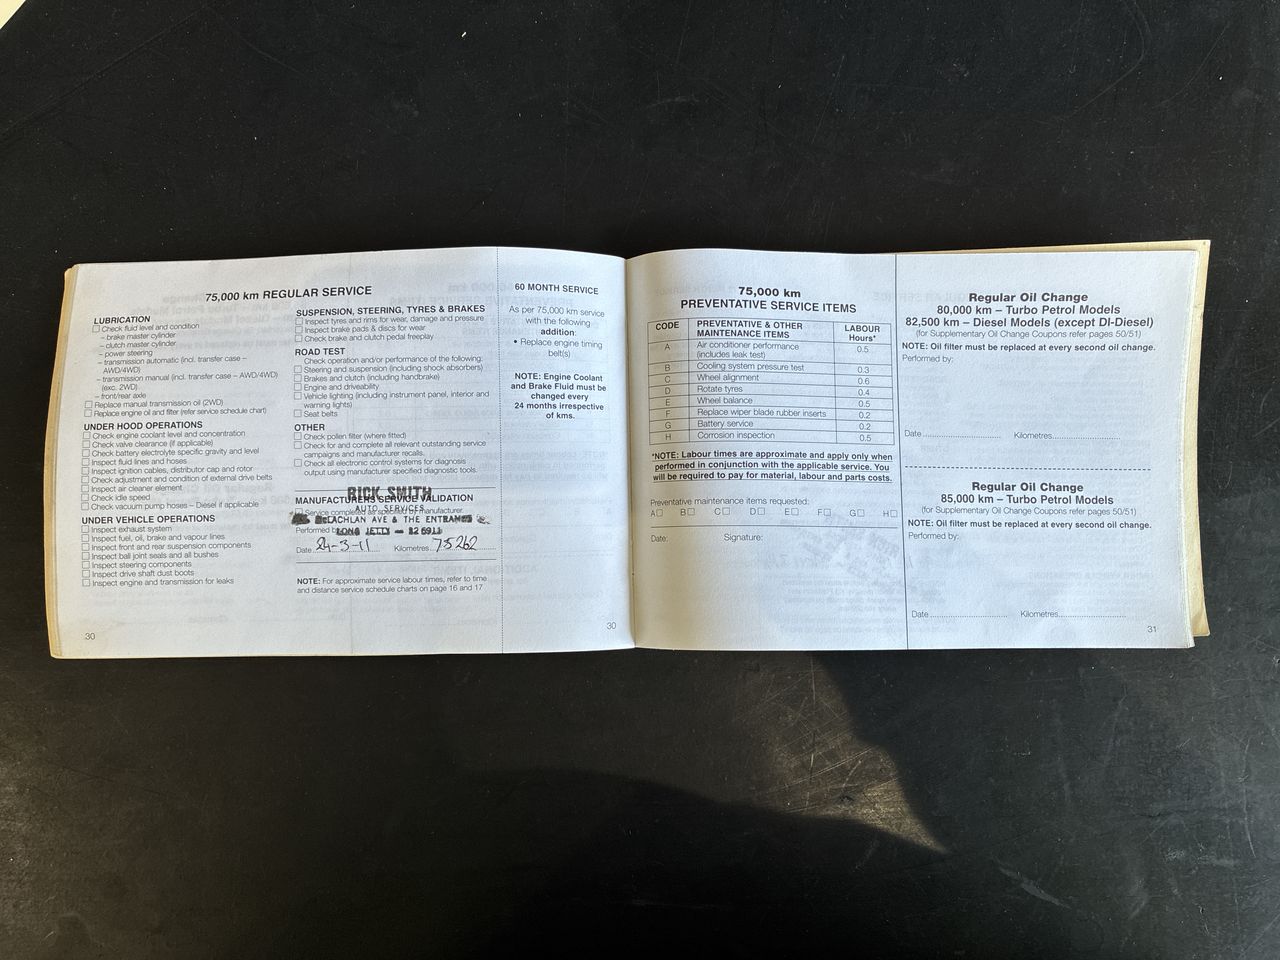 75,000 km REGULAR SERVICE
LUBRICATION
Check fluid level and condition
– brake master cylinder
– clutch master cylinder
– power steering
– transmission automatic (incl. transfer case –
AWD/4WD)
– transmission manual (incl. transfer case – AWD/4WD)
(exc. 2WD)
– front/rear axle
Replace manual transmission oil (2WD)
Replace engine oil and filter (refer service schedule chart)
UNDER HOOD OPERATIONS
Check engine coolant level and concentration
Check valve clearance (if applicable)
Check battery electrolyte specific gravity and level
Inspect fluid lines and hoses
Inspect ignition cables, distributor cap and rotor
Check adjustment and condition of external drive belts
Inspect air cleaner element
Check idle speed
Check vacuum pump hoses – Diesel if applicable
UNDER VEHICLE OPERATIONS
Inspect exhaust system
Inspect fuel, oil, brake and vapour lines
Inspect front and rear suspension components
Inspect ball joint seals and all bushes
Inspect steering components
Inspect drive shaft dust boots
Inspect engine and transmission for leaks
30
SUSPENSION, STEERING, TYRES & BRAKES
Inspect tyres and rims for wear, damage and pressure
Inspect brake pads & discs for wear
Check brake and clutch pedal freeplay
ROAD TEST
Check operation and/or performance of the following:
Steering and suspension (including shock absorbers)
Brakes and clutch (including handbrake)
Engine and driveability
Vehicle lighting (including instrument panel, interior and
warning lights)
Seat belts
OTHER
Check pollen filter (where fitted)
Check for and complete all relevant outstanding service
campaigns and manufacturer recalls.
Check all electronic control systems for diagnosis
output using manufacturer specified diagnostic tools.
RICK SMITH
MANUFACTURERS SERVICE VALIDATION
AUTO SERVICES
Service completed as specified by manufacturer
McLACHLAN AVE & THE ENTRANCE
Performed by
LONG JETTY –
Date 24-3-11 Kilometres 75262
NOTE: For approximate service labour times, refer to time
and distance service schedule charts on page 16 and 17
60 MONTH SERVICE
As per 75,000 km service
with the following
addition:
• Replace engine timing
belt(s)
NOTE: Engine Coolant
and Brake Fluid must be
changed every
24 months irrespective
of kms.
30
75,000 km
PREVENTATIVE SERVICE ITEMS
CODE PREVENTATIVE & OTHER MAINTENANCE ITEMS LABOUR Hours*
A Air conditioner performance (includes leak test) 0.5
B Cooling system pressure test 0.3
C Wheel alignment 0.6
D Rotate tyres 0.4
E Wheel balance 0.5
F Replace wiper blade rubber inserts 0.2
G Battery service 0.2
H Corrosion inspection 0.5
*NOTE: Labour times are approximate and apply only when
performed in conjunction with the applicable service. You
will be required to pay for material, labour and parts costs.
Preventative maintenance items requested:
A B C D E F G H
Date: Signature:
Regular Oil Change
80,000 km – Turbo Petrol Models
82,500 km – Diesel Models (except DI-Diesel)
(for Supplementary Oil Change Coupons refer pages 50/51)
NOTE: Oil filter must be replaced at every second oil change.
Performed by:
Date Kilometres
Regular Oil Change
85,000 km – Turbo Petrol Models
(for Supplementary Oil Change Coupons refer pages 50/51)
NOTE: Oil filter must be replaced at every second oil change.
Performed by:
Date Kilometres
31